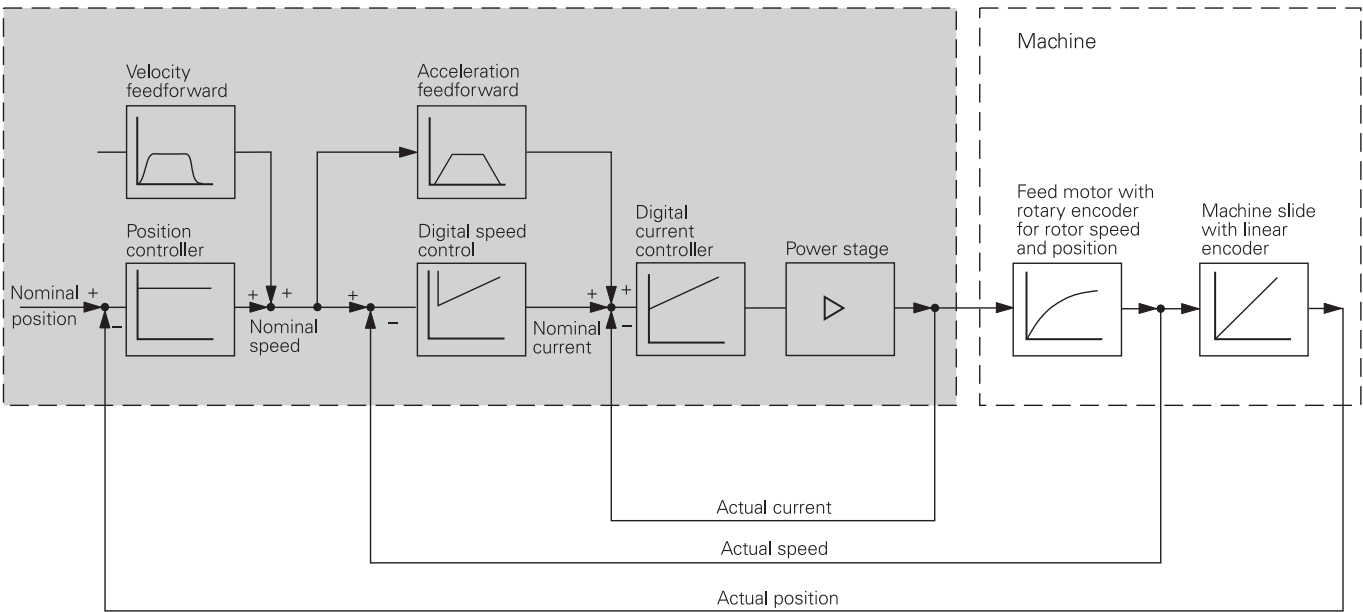 Machine
Velocity
feedforward
Acceleration
feedforward
Position
controller
Digital speed
control
Digital
current
controller
Power stage
Feed motor with
rotary encoder
for rotor speed
and position
Machine slide
with linear
encoder
Nominal
position
+
−
+
+
Nominal
speed
+
−
+
+
−
Nominal
current
Actual current
Actual speed
Actual position